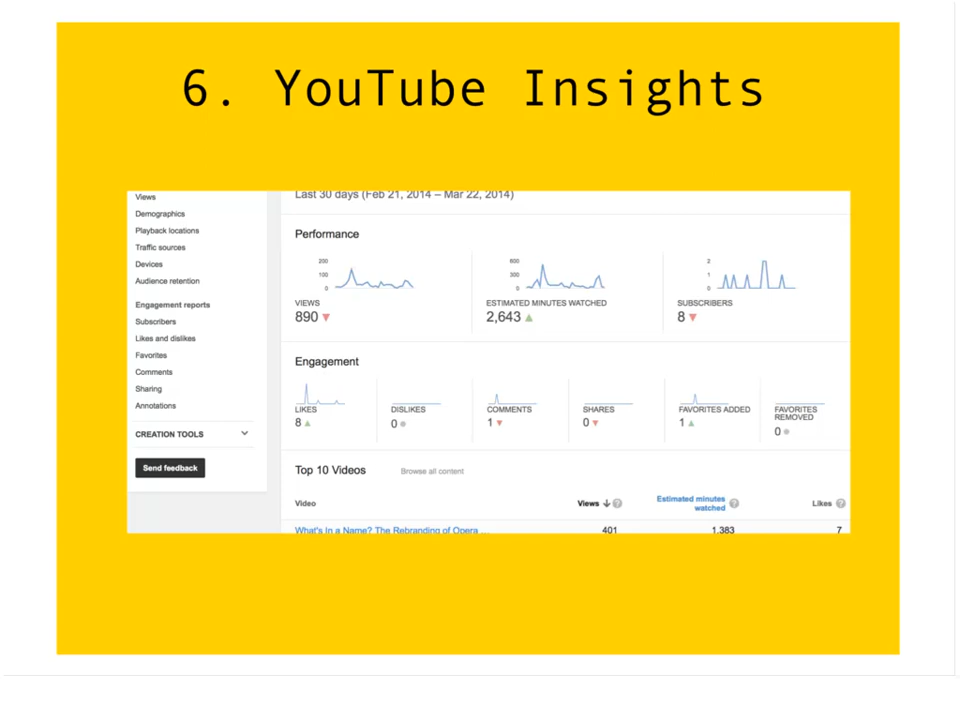 6. YouTube Insights
Views
Demographics
Playback locations
Traffic sources
Devices
Audience retention
Engagement reports
Subscribers
Likes and dislikes
Favorites
Comments
Sharing
Annotations
CREATION TOOLS
Send feedback
Last 30 days (Feb 21, 2014 – Mar 22, 2014)
Performance
200
100
0
VIEWS
890
600
300
0
ESTIMATED MINUTES WATCHED
2,643
2
1
0
SUBSCRIBERS
8
Engagement
LIKES
8
DISLIKES
0
COMMENTS
1
SHARES
0
FAVORITES ADDED
1
FAVORITES
REMOVED
0
Top 10 Videos Browse all content
Video Views ? Estimated minutes watched ? Likes ?
What's In a Name? The Rebranding of Opera ... 401 1,383 7